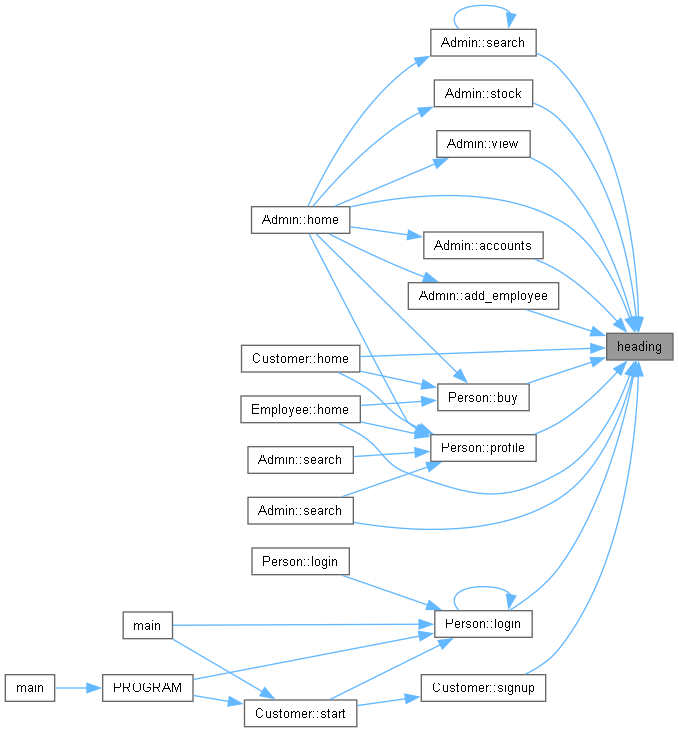 Admin::search
Admin::stock
Admin::view
Admin::home
Admin::accounts
Admin::add_employee
heading
Customer::home
Person::buy
Employee::home
Person::profile
Admin::search
Admin::search
Person::login
main
Person::login
main
PROGRAM
Customer::signup
Customer::start